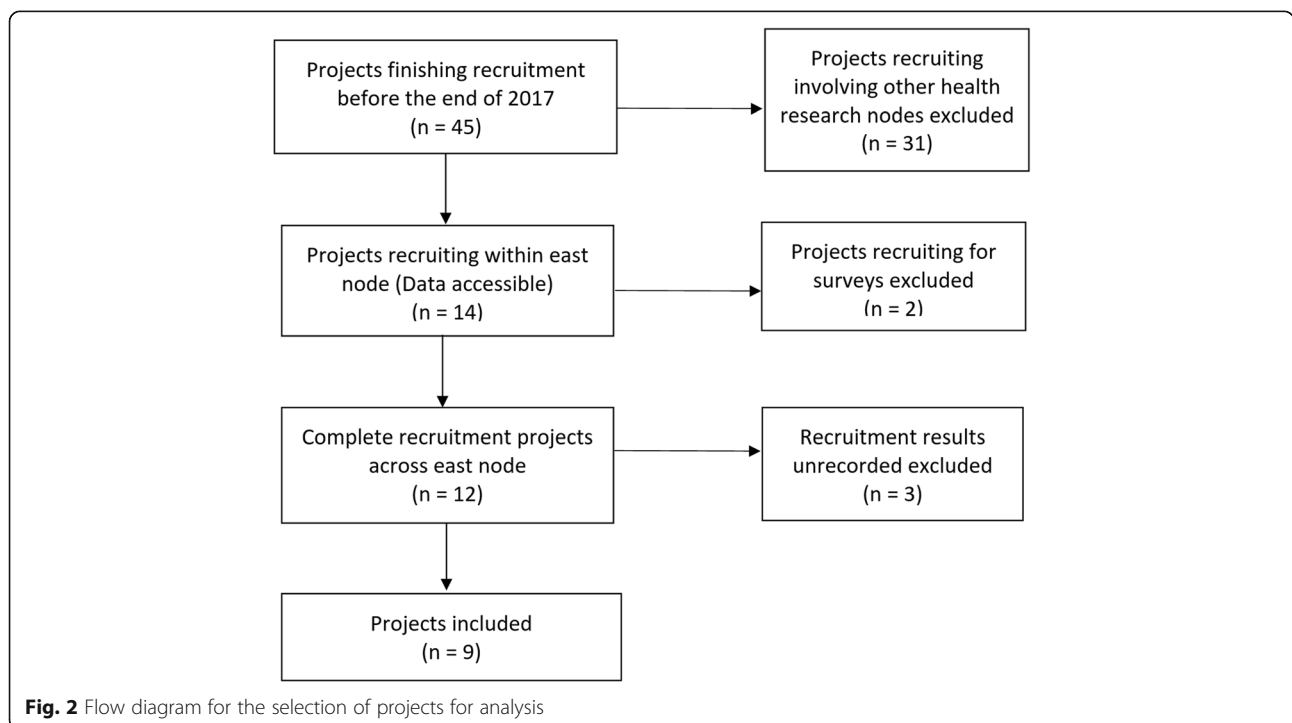 Projects finishing recruitment
before the end of 2017
(n = 45)
Projects recruiting
involving other health
research nodes excluded
(n = 31)
Projects recruiting within east
node (Data accessible)
(n = 14)
Projects recruiting for
surveys excluded
(n = 2)
Complete recruitment projects
across east node
(n = 12)
Recruitment results
unrecorded excluded
(n = 3)
Projects included
(n = 9)
Fig. 2 Flow diagram for the selection of projects for analysis